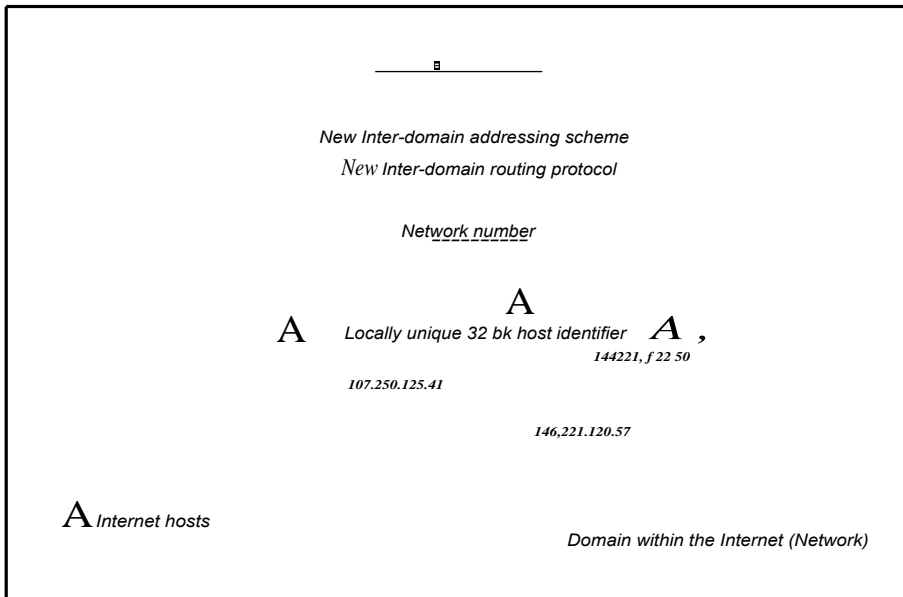 New Inter-domain addressing scheme
New Inter-domain routing protocol
Network number
A
A Locally unique 32 bk host identifier A ,
144221, f 22 50
107.250.125.41
146,221.120.57
A Internet hosts
Domain within the Internet (Network)